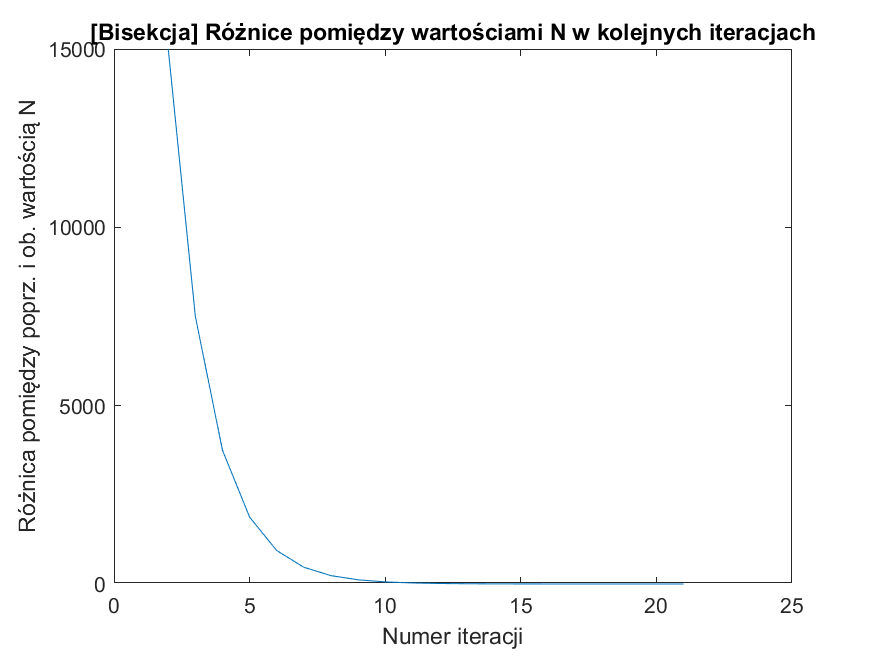 [Bisekcja] Różnice pomiędzy wartościami N w kolejnych iteracjach
Różnica pomiędzy poprz. i ob. wartością N
15000
10000
5000
0
0 5 10 15 20 25
Numer iteracji